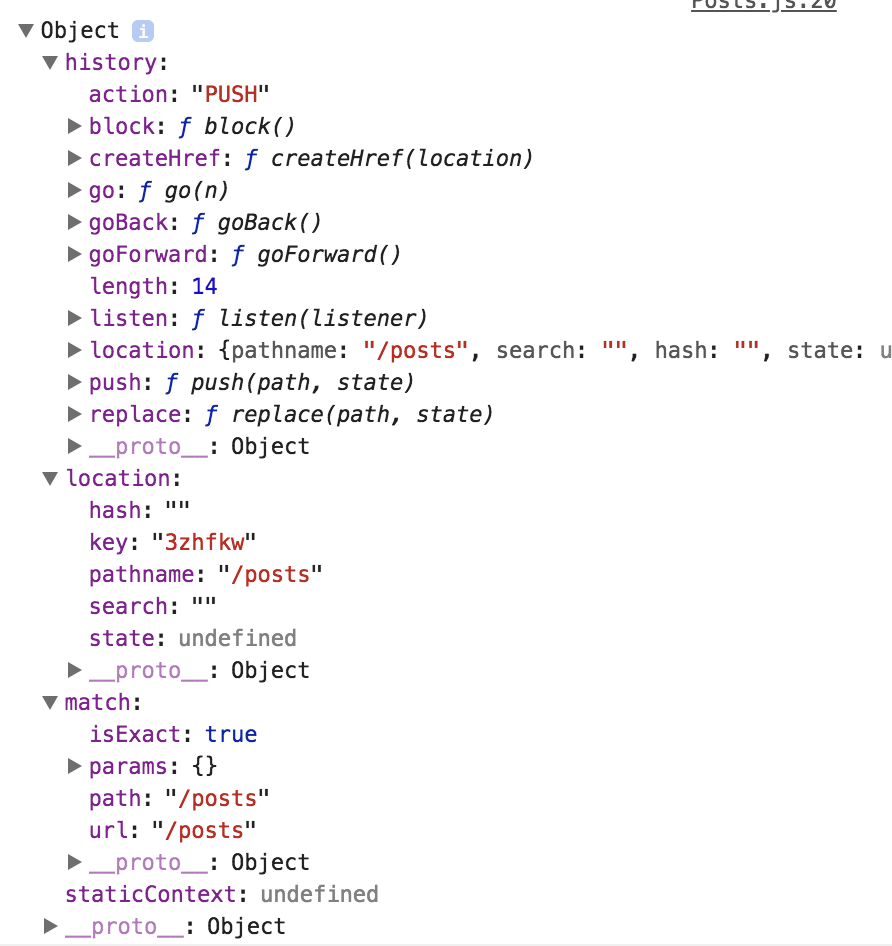 Posts.js:20
▼ Object i
▼ history:
action: "PUSH"
▶ block: ƒ block()
▶ createHref: ƒ createHref(location)
▶ go: ƒ go(n)
▶ goBack: ƒ goBack()
▶ goForward: ƒ goForward()
length: 14
▶ listen: ƒ listen(listener)
▶ location: {pathname: "/posts", search: "", hash: "", state: u
▶ push: ƒ push(path, state)
▶ replace: ƒ replace(path, state)
▶ __proto__: Object
▼ location:
hash: ""
key: "3zhfkw"
pathname: "/posts"
search: ""
state: undefined
▶ __proto__: Object
▼ match:
isExact: true
▶ params: {}
path: "/posts"
url: "/posts"
▶ __proto__: Object
staticContext: undefined
▶ __proto__: Object